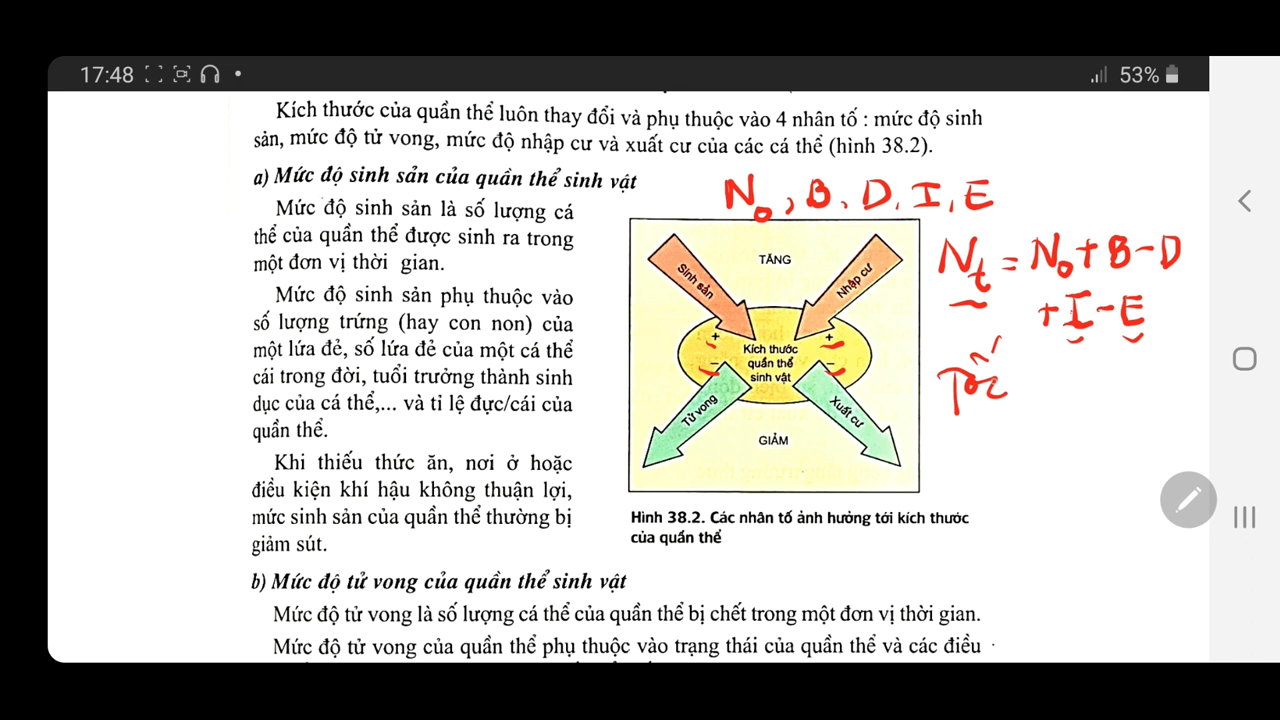 17:48
53%
Kích thước của quần thể luôn thay đổi và phụ thuộc vào 4 nhân tố : mức độ sinh
sản, mức độ tử vong, mức độ nhập cư và xuất cư của các cá thể (hình 38.2).
a) Mức độ sinh sản của quần thể sinh vật
Mức độ sinh sản là số lượng cá
thể của quần thể được sinh ra trong
một đơn vị thời gian.
Mức độ sinh sản phụ thuộc vào
số lượng trứng (hay con non) của
một lứa đẻ, số lứa đẻ của một cá thể
cái trong đời, tuổi trưởng thành sinh
dục của cá thể,... và tỉ lệ đực/cái của
quần thể.
Khi thiếu thức ăn, nơi ở hoặc
điều kiện khí hậu không thuận lợi,
mức sinh sản của quần thể thường bị
giảm sút.
N₀, B, D, I, E
Nt = N₀ + B - D
+ I - E
TĂNG
Sinh sản
Nhập cư
+ +
Kích thước
quần thể
sinh vật
- -
Tử vong
Xuất cư
GIẢM
Hình 38.2. Các nhân tố ảnh hưởng tới kích thước
của quần thể
b) Mức độ tử vong của quần thể sinh vật
Mức độ tử vong là số lượng cá thể của quần thể bị chết trong một đơn vị thời gian.
Mức độ tử vong của quần thể phụ thuộc vào trạng thái của quần thể và các điều